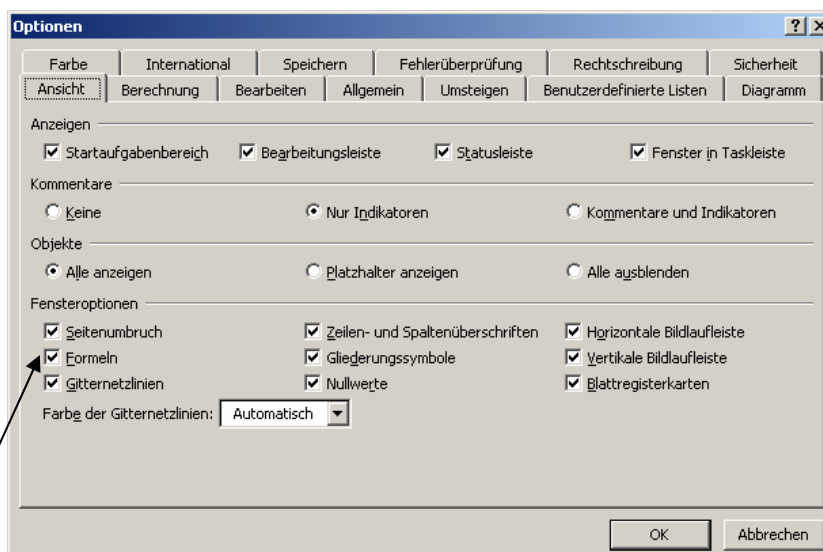 Optionen
Farbe International Speichern Fehlerüberprüfung Rechtschreibung Sicherheit
Ansicht Berechnung Bearbeiten Allgemein Umsteigen Benutzerdefinierte Listen Diagramm
Anzeigen
Startaufgabenbereich Bearbeitungsleiste Statusleiste Fenster in Taskleiste
Kommentare
Keine Nur Indikatoren Kommentare und Indikatoren
Objekte
Alle anzeigen Platzhalter anzeigen Alle ausblenden
Fensteroptionen
Seitenumbruch Zeilen- und Spaltenüberschriften Horizontale Bildlaufleiste
Formeln Gliederungssymbole Vertikale Bildlaufleiste
Gitternetzlinien Nullwerte Blattregisterkarten
Farbe der Gitternetzlinien: Automatisch
OK Abbrechen